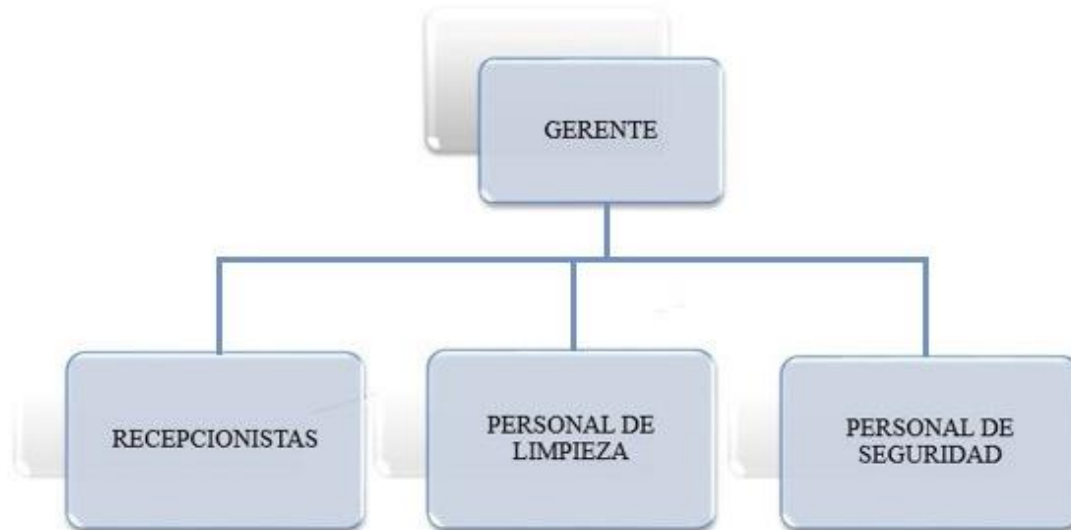 GERENTE
RECEPCIONISTAS
PERSONAL DE
LIMPIEZA
PERSONAL DE
SEGURIDAD